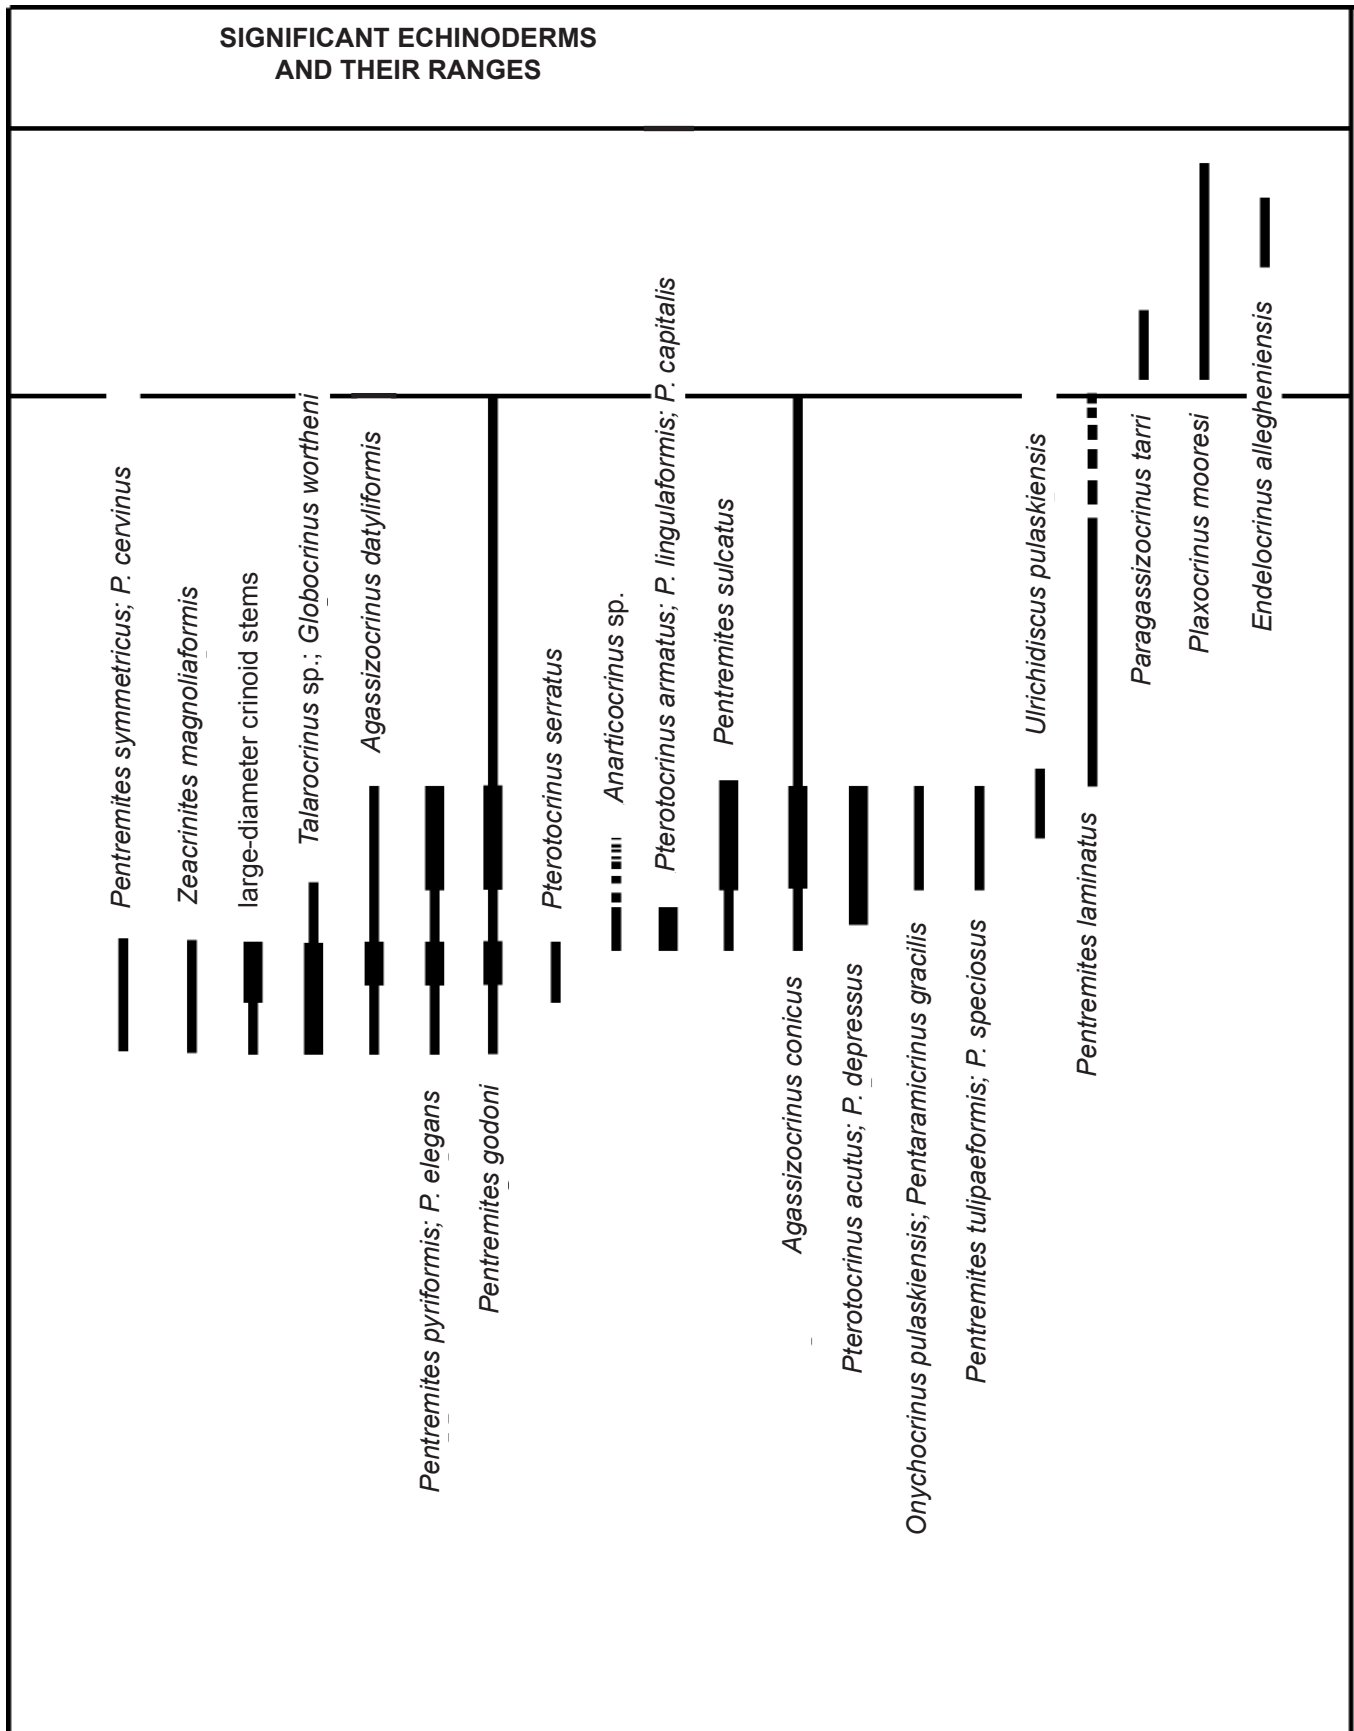 SIGNIFICANT ECHINODERMS
AND THEIR RANGES
Pentremites symmetricus; P. cervinus
Zeacrinites magnoliaformis
large-diameter crinoid stems
Talarocrinus sp.; Globocrinus wortheni
Agassizocrinus datyliformis
Pentremites pyriformis; P. elegans
Pentremites godoni
Pterotocrinus serratus
Anarticocrinus sp.
Pterotocrinus armatus; P. lingulaformis; P. capitalis
Pentremites sulcatus
Agassizocrinus conicus
Pterotocrinus acutus; P. depressus
Onychocrinus pulaskiensis; Pentaramicrinus gracilis
Pentremites tulipaeformis; P. speciosus
Ulrichidiscus pulaskiensis
Pentremites laminatus
Paragassizocrinus tarri
Plaxocrinus mooresi
Endelocrinus allegheniensis